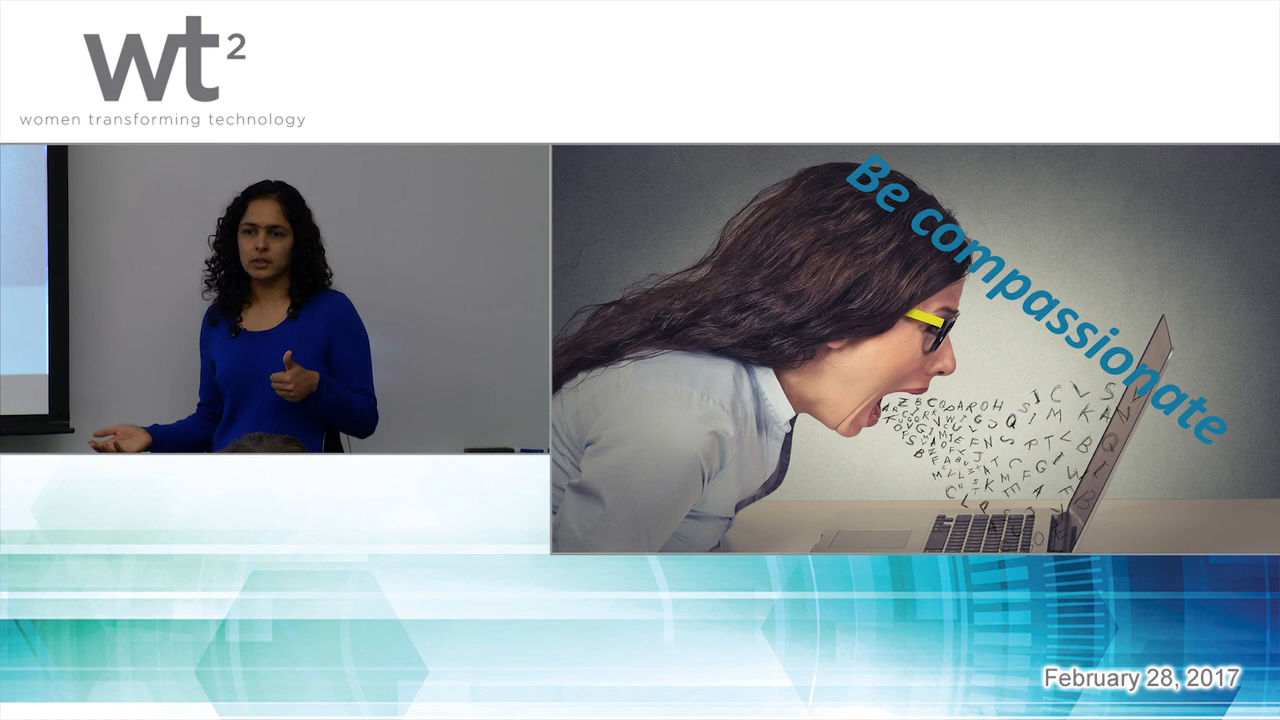 wt2
women transforming technology
Be compassionate
February 28, 2017